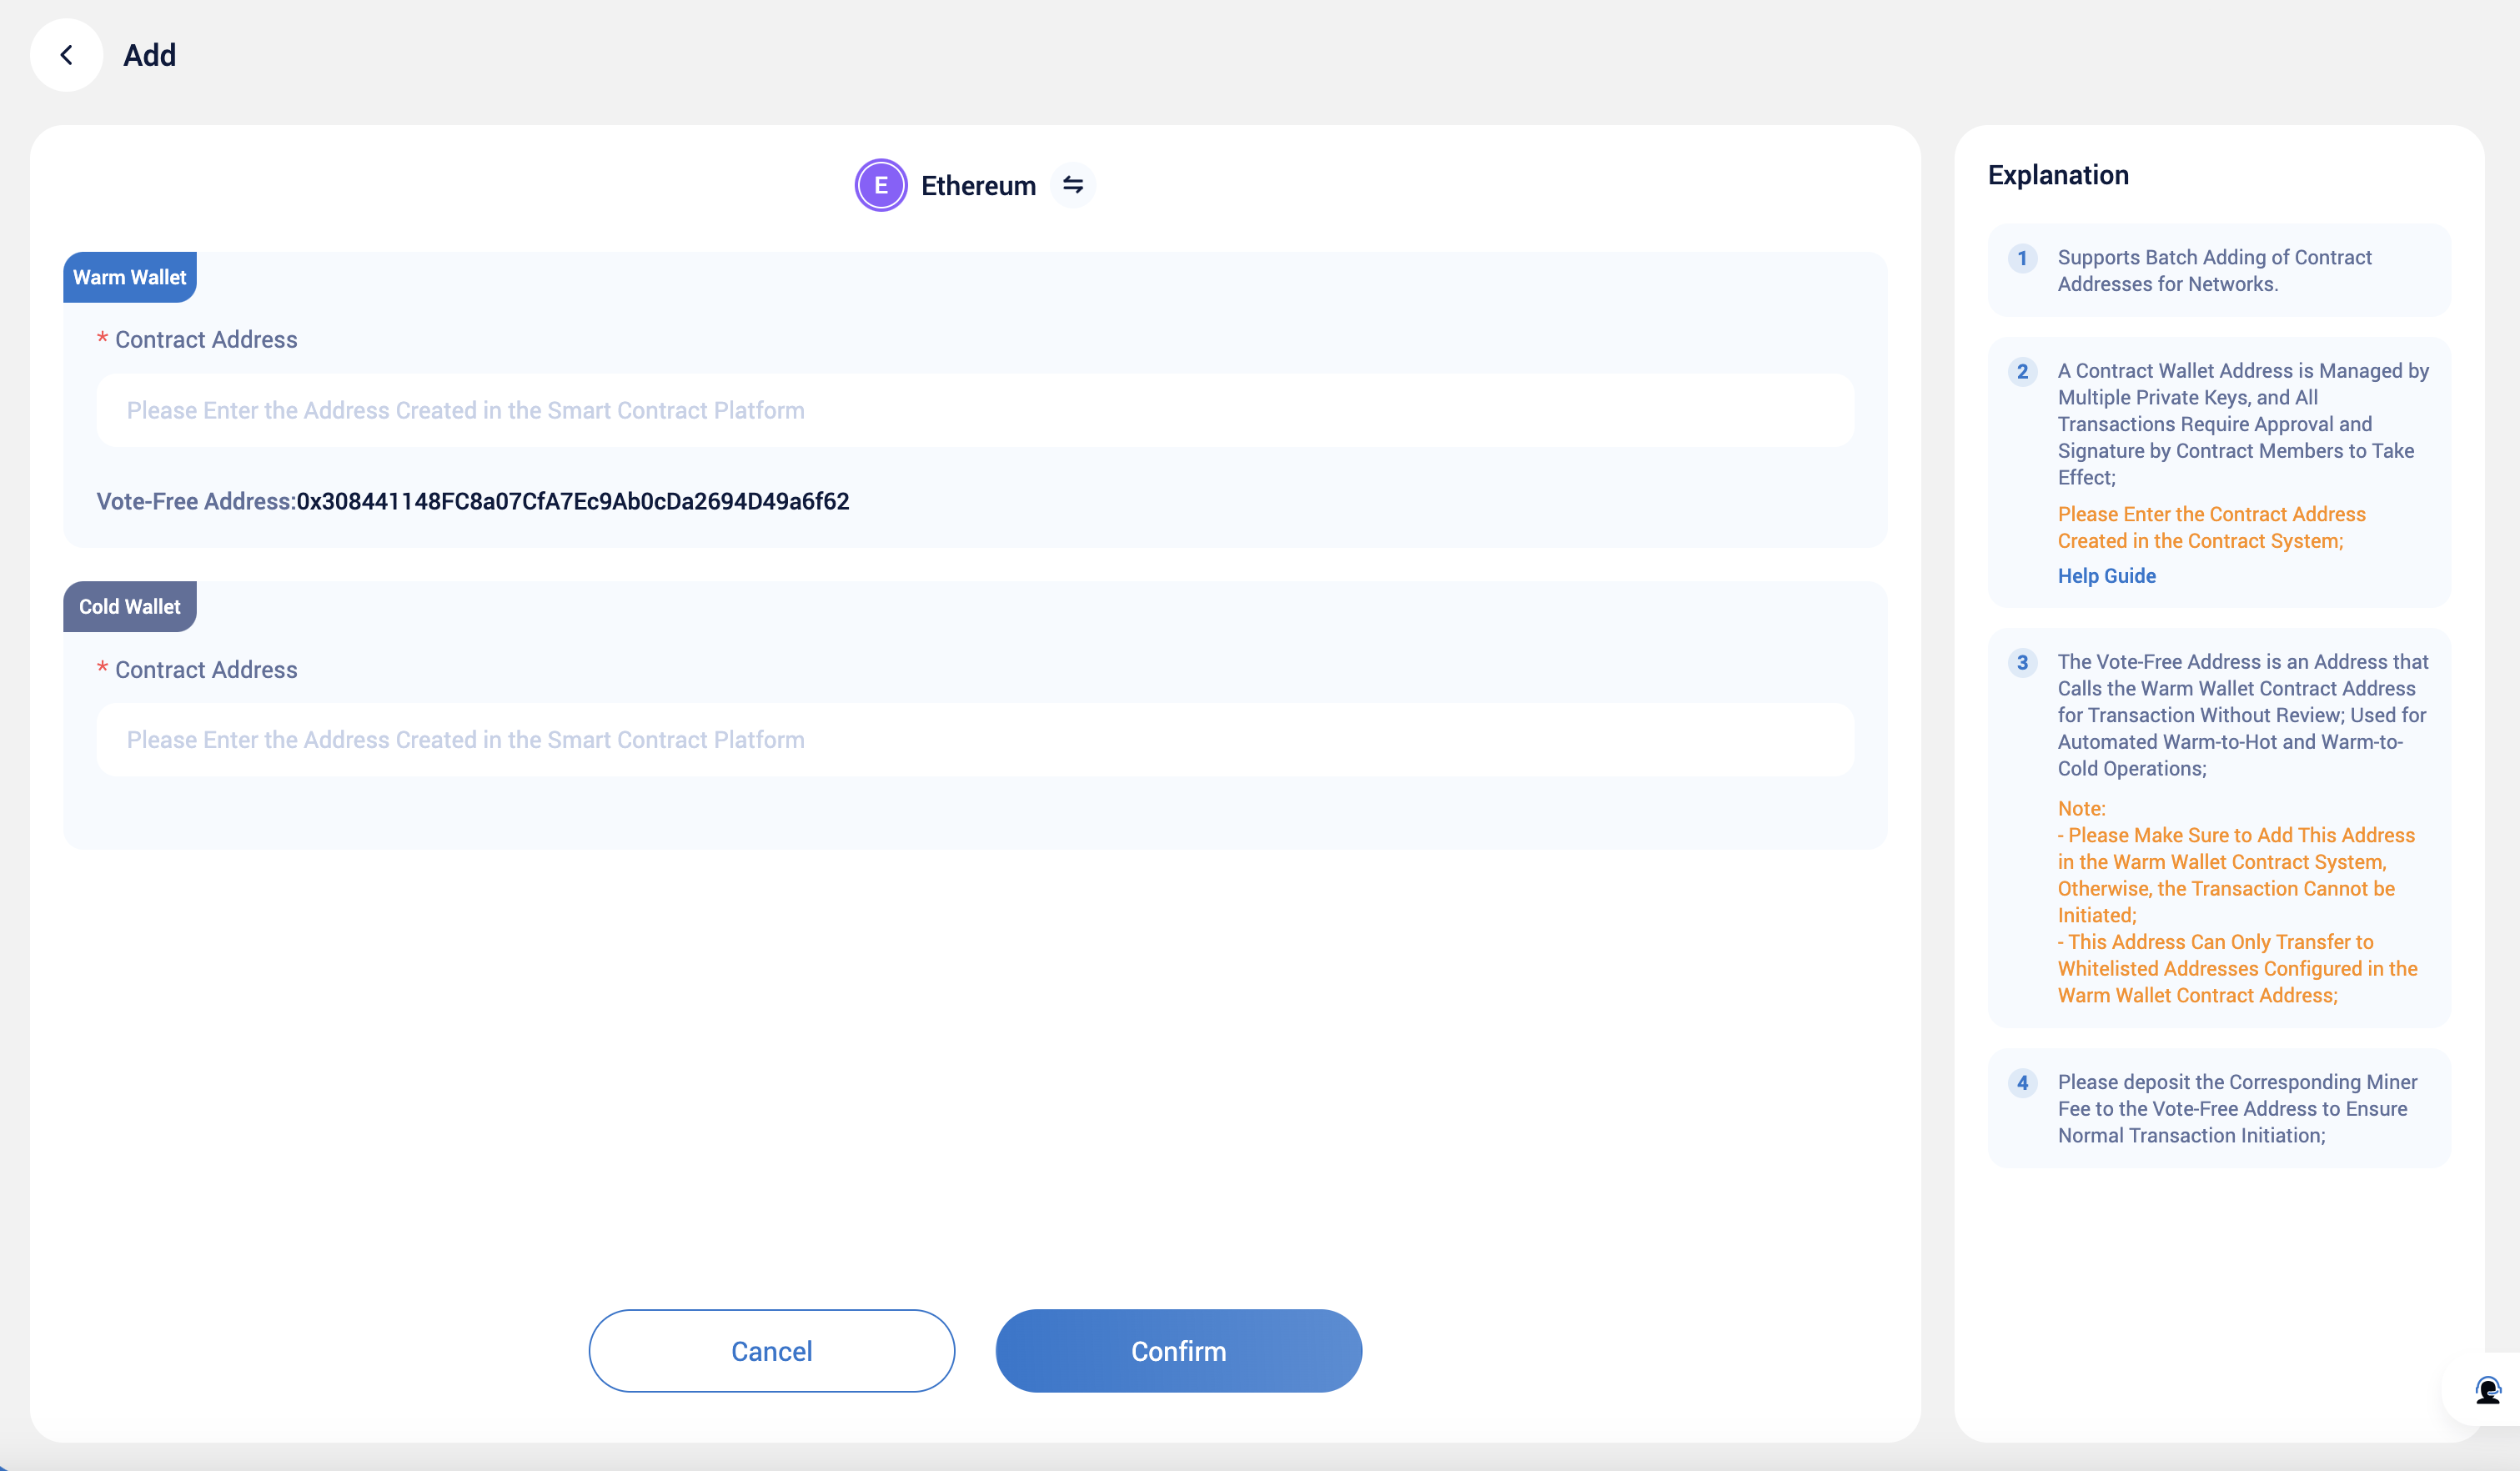 Add
E
Ethereum
Warm Wallet
* Contract Address
Please Enter the Address Created in the Smart Contract Platform
Vote-Free Address:0x308441148FC8a07CfA7Ec9Ab0cDa2694D49a6f62
Cold Wallet
* Contract Address
Please Enter the Address Created in the Smart Contract Platform
Cancel
Confirm
Explanation
1
Supports Batch Adding of Contract
Addresses for Networks.
2
A Contract Wallet Address is Managed by
Multiple Private Keys, and All
Transactions Require Approval and
Signature by Contract Members to Take
Effect;
Please Enter the Contract Address
Created in the Contract System;
Help Guide
3
The Vote-Free Address is an Address that
Calls the Warm Wallet Contract Address
for Transaction Without Review; Used for
Automated Warm-to-Hot and Warm-to-
Cold Operations;
Note:
- Please Make Sure to Add This Address
in the Warm Wallet Contract System,
Otherwise, the Transaction Cannot be
Initiated;
- This Address Can Only Transfer to
Whitelisted Addresses Configured in the
Warm Wallet Contract Address;
4
Please deposit the Corresponding Miner
Fee to the Vote-Free Address to Ensure
Normal Transaction Initiation;